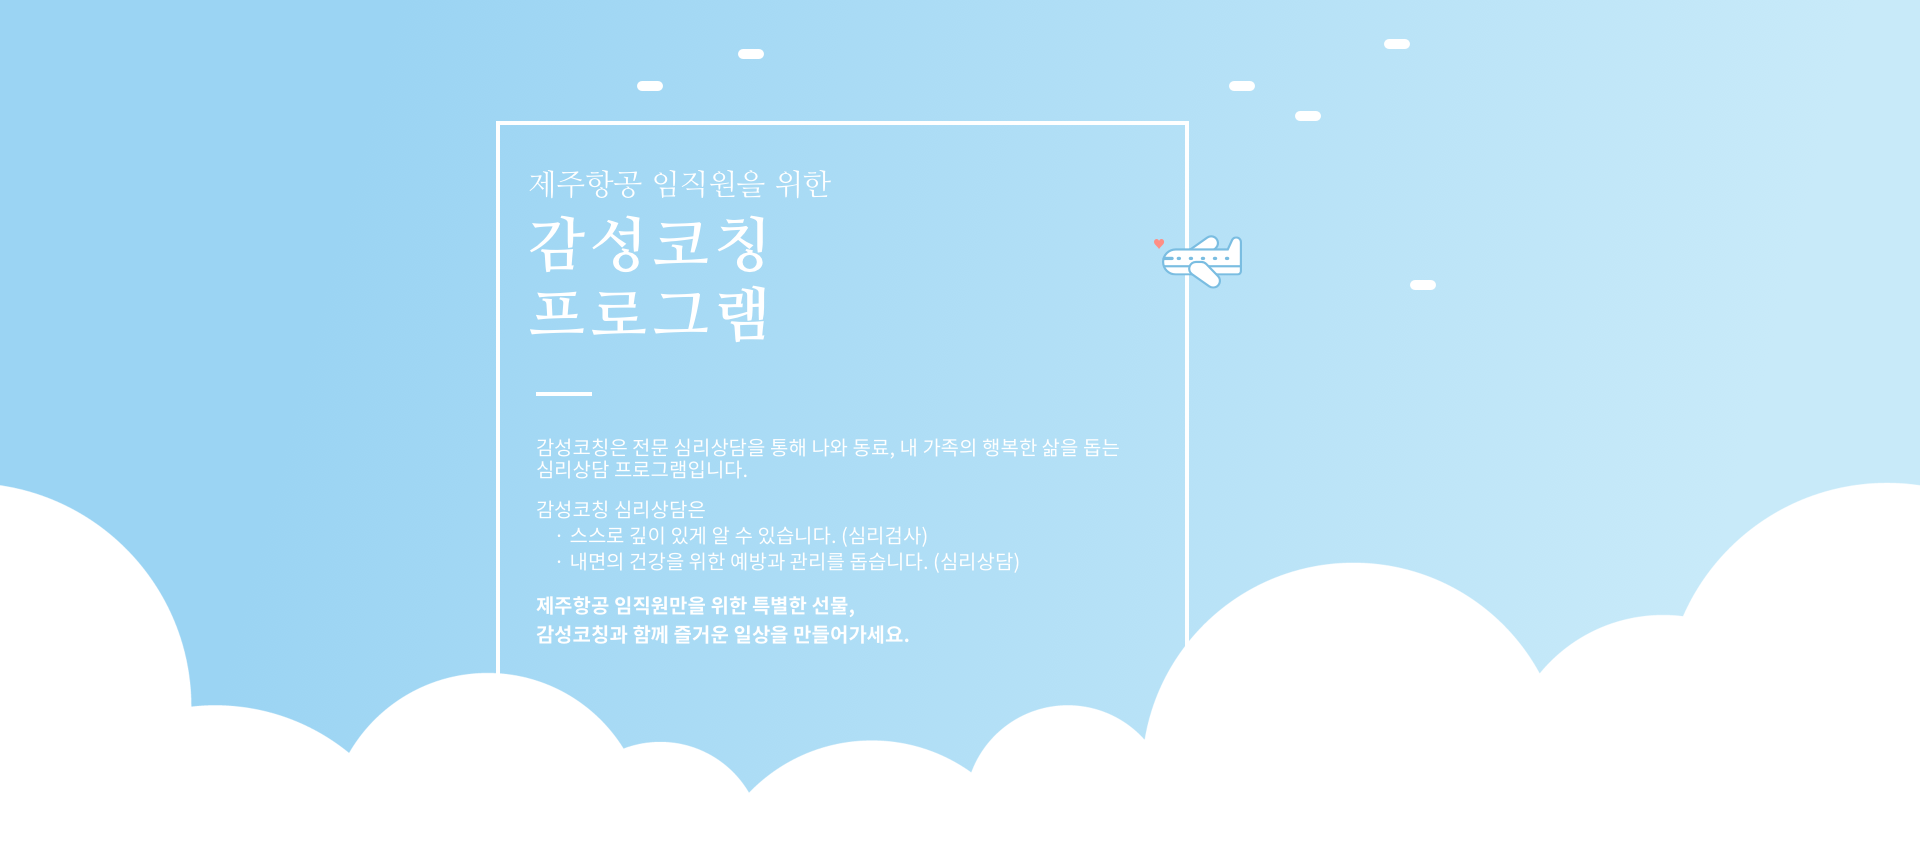 제주항공 임직원을 위한
감성코칭
프로그램
감성코칭은 전문 심리상담을 통해 나와 동료, 내 가족의 행복한 삶을 돕는
심리상담 프로그램입니다.
감성코칭 심리상담은
· 스스로 깊이 있게 알 수 있습니다. (심리검사)
· 내면의 건강을 위한 예방과 관리를 돕습니다. (심리상담)
제주항공 임직원만을 위한 특별한 선물,
감성코칭과 함께 즐거운 일상을 만들어가세요.